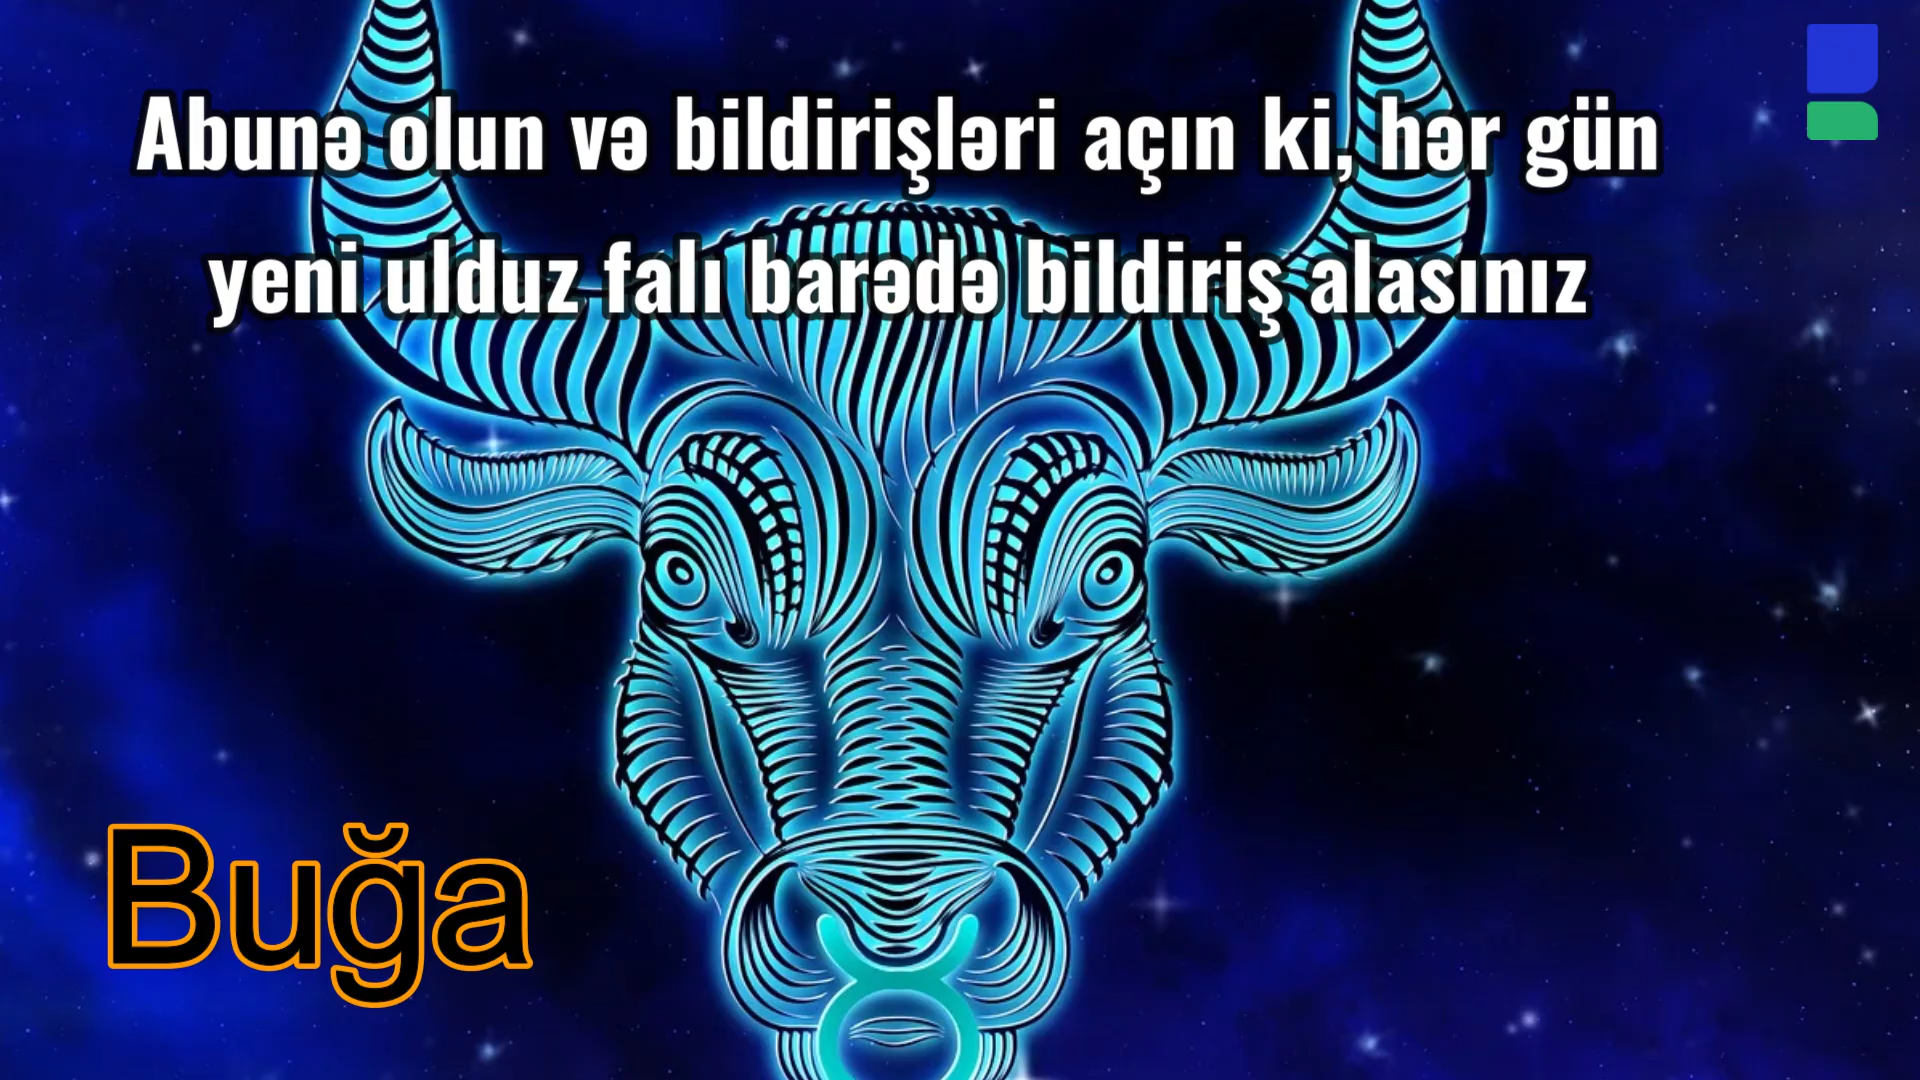 Abunə olun və bildirişləri açın ki, hər gün
yeni ulduz falı barədə bildiriş alasınız
Buğa